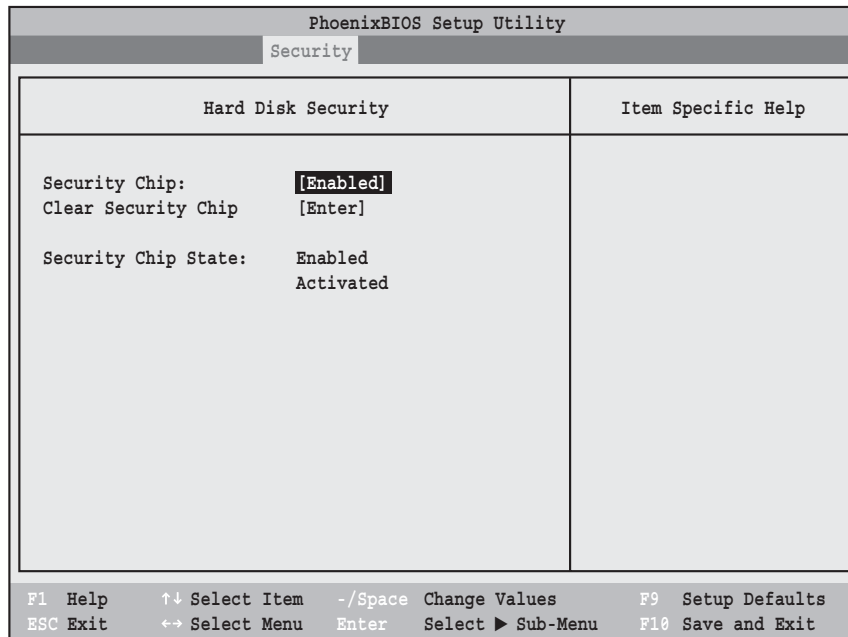 PhoenixBIOS Setup Utility
Security
Hard Disk Security
Item Specific Help
Security Chip: [Enabled]
Clear Security Chip [Enter]
Security Chip State: Enabled
Activated
F1 Help ↑↓ Select Item -/Space Change Values F9 Setup Defaults
ESC Exit ←→ Select Menu Enter Select ▶ Sub-Menu F10 Save and Exit